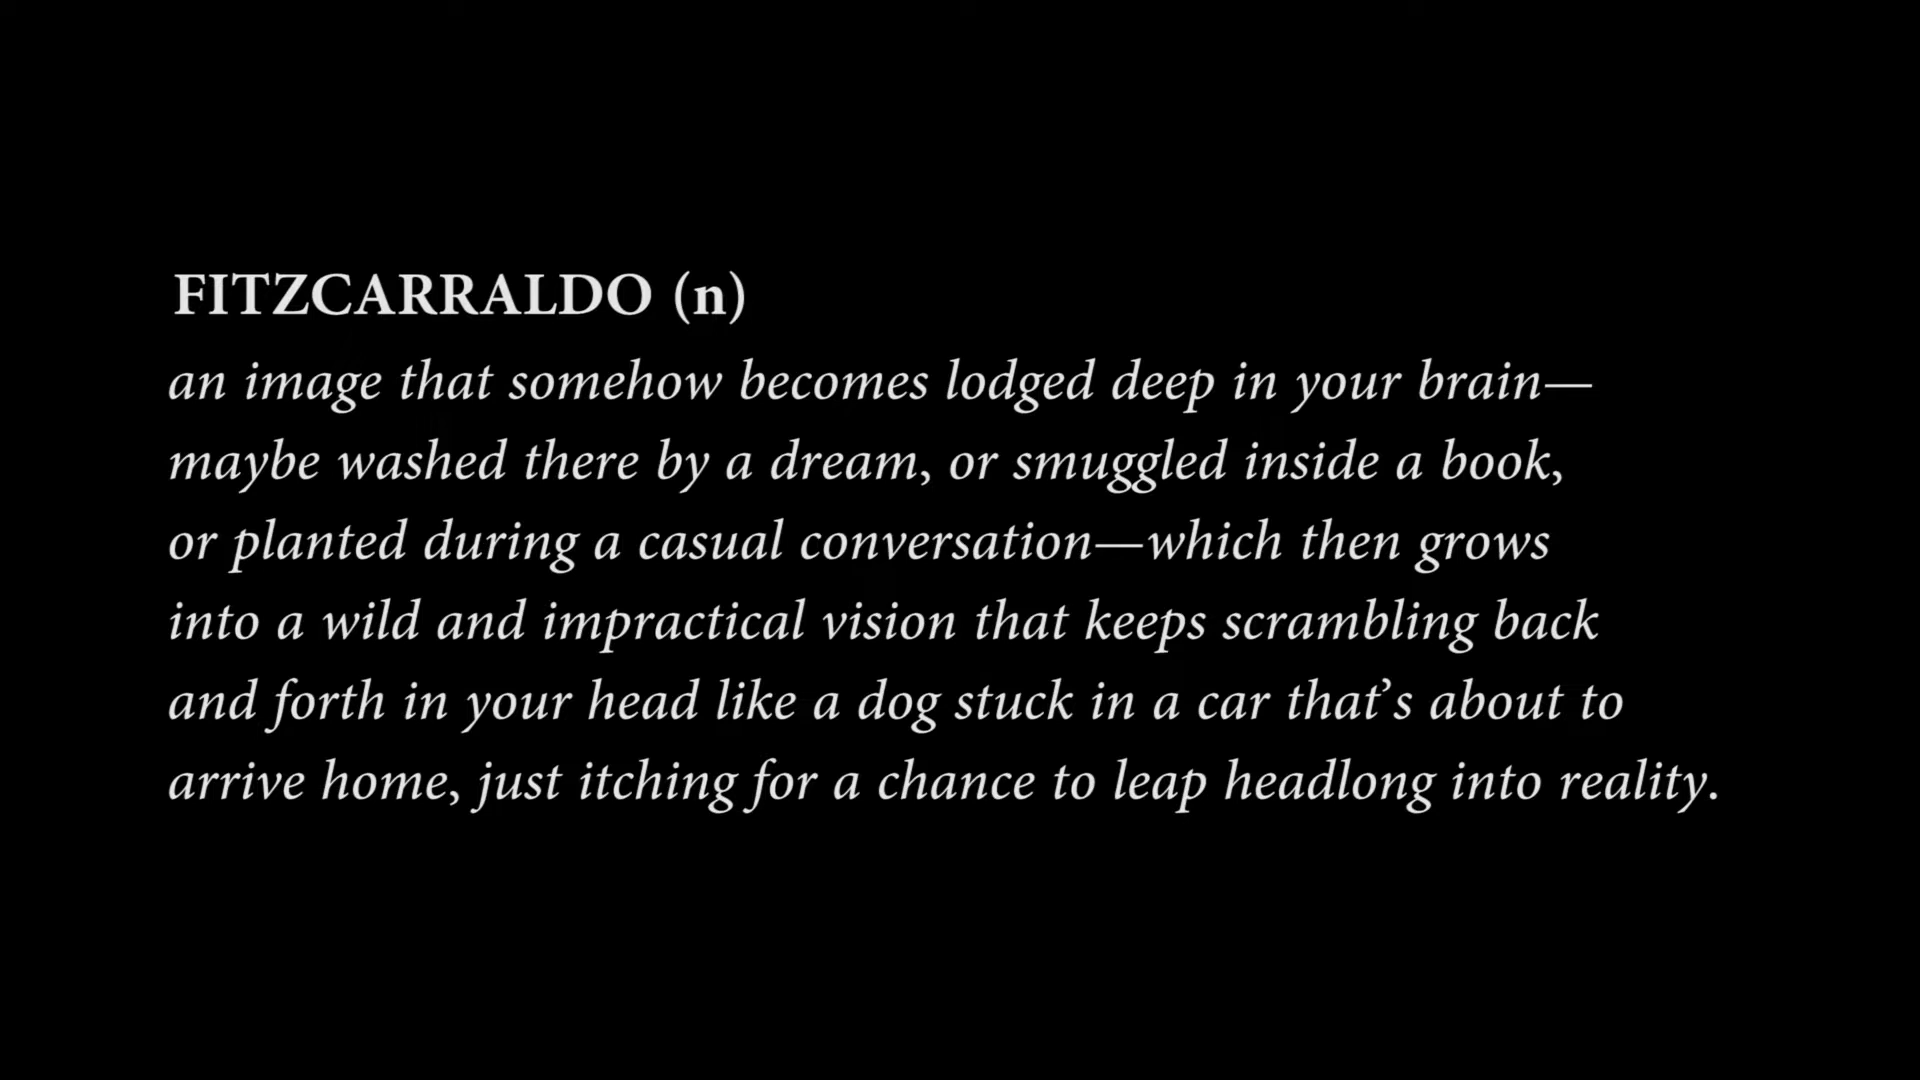 FITZCARRALDO (n)
an image that somehow becomes lodged deep in your brain—
maybe washed there by a dream, or smuggled inside a book,
or planted during a casual conversation—which then grows
into a wild and impractical vision that keeps scrambling back
and forth in your head like a dog stuck in a car that’s about to
arrive home, just itching for a chance to leap headlong into reality.